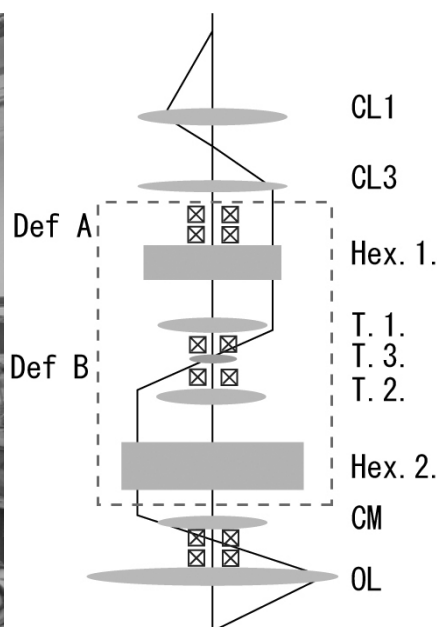 CL1
CL3
Def A
Hex. 1.
T. 1.
T. 3.
Def B
T. 2.
Hex. 2.
CM
OL